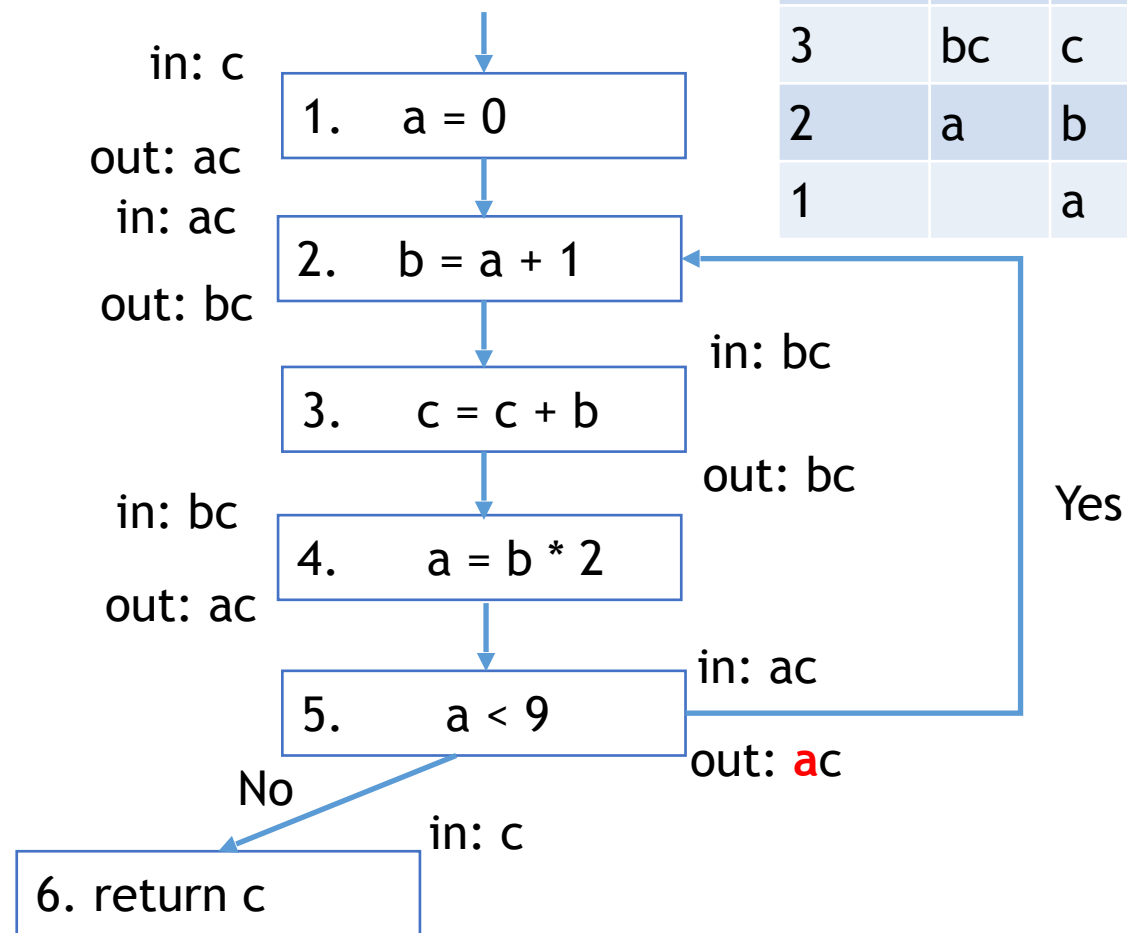 in: c
3 bc c
1. a = 0
2 a b
out: ac
1 a
in: ac
2. b = a + 1
out: bc
in: bc
3. c = c + b
out: bc
in: bc
Yes
4. a = b * 2
out: ac
in: ac
5. a < 9
out: ac
No
in: c
6. return c